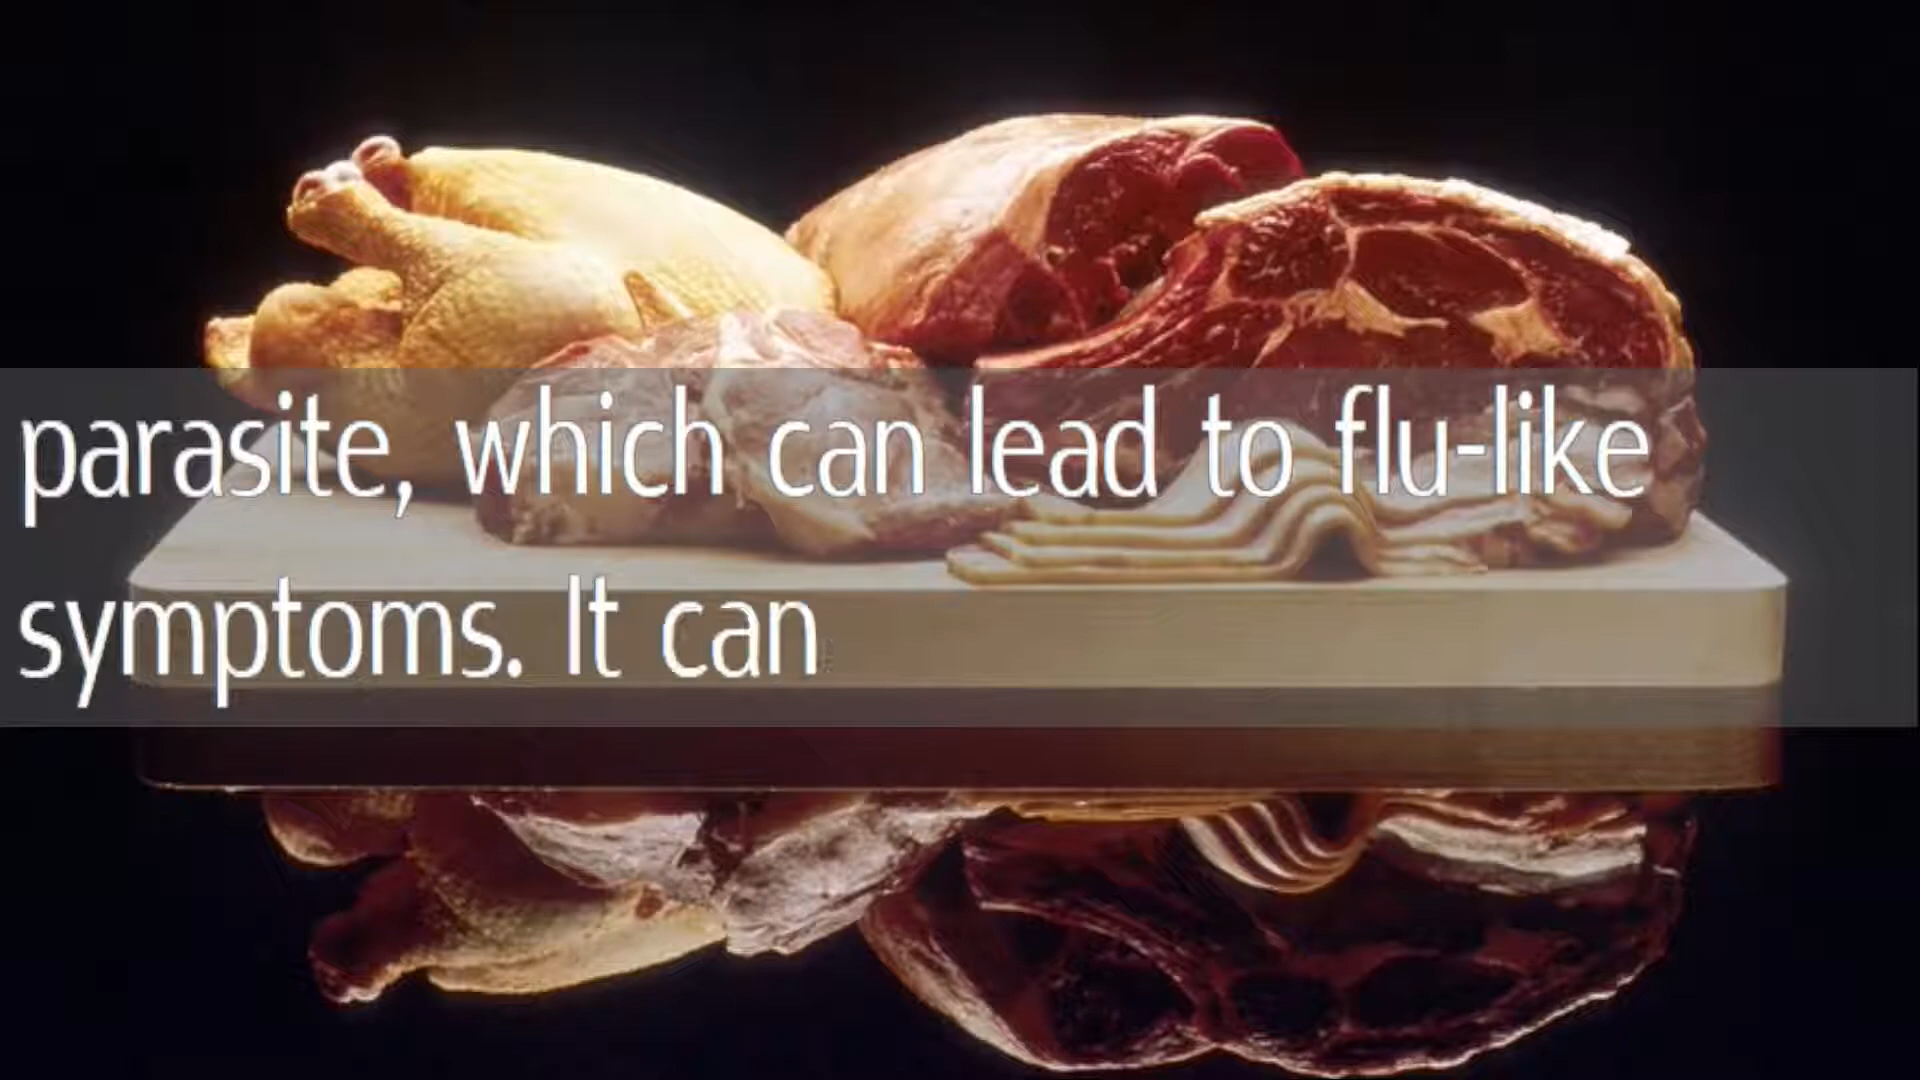 parasite, which can lead to flu-like
symptoms. It can